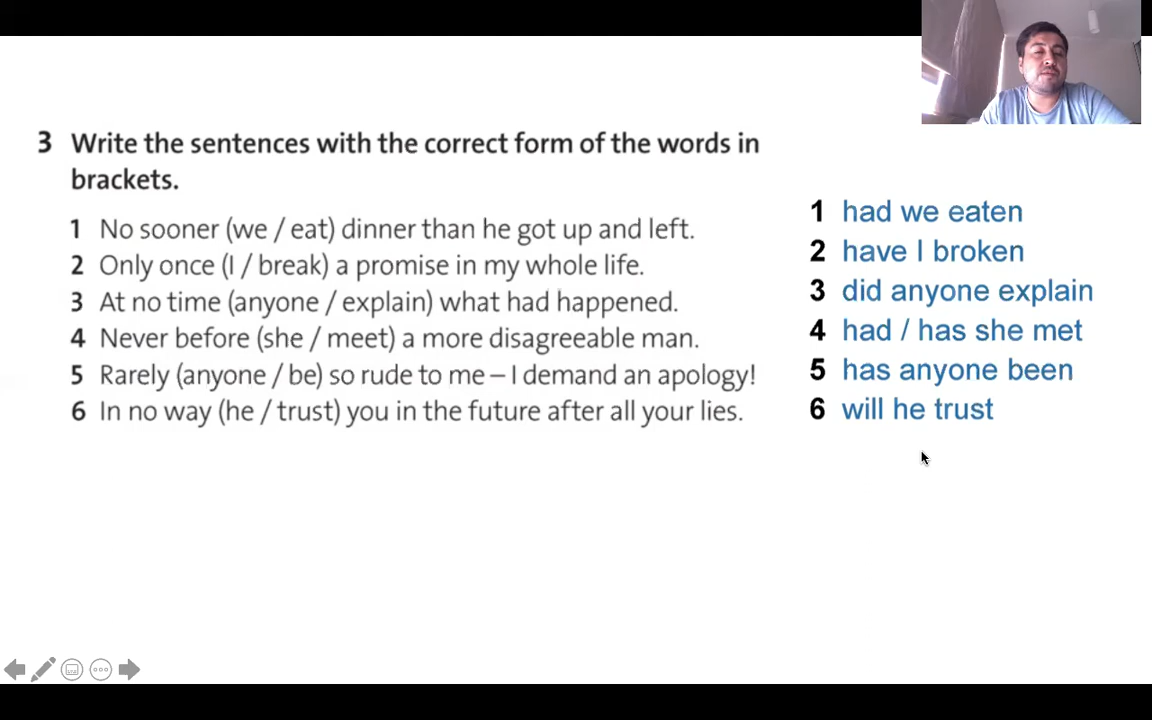 3 Write the sentences with the correct form of the words in
brackets.
1 No sooner (we / eat) dinner than he got up and left.
2 Only once (I / break) a promise in my whole life.
3 At no time (anyone / explain) what had happened.
4 Never before (she / meet) a more disagreeable man.
5 Rarely (anyone / be) so rude to me – I demand an apology!
6 In no way (he / trust) you in the future after all your lies.
1 had we eaten
2 have I broken
3 did anyone explain
4 had / has she met
5 has anyone been
6 will he trust